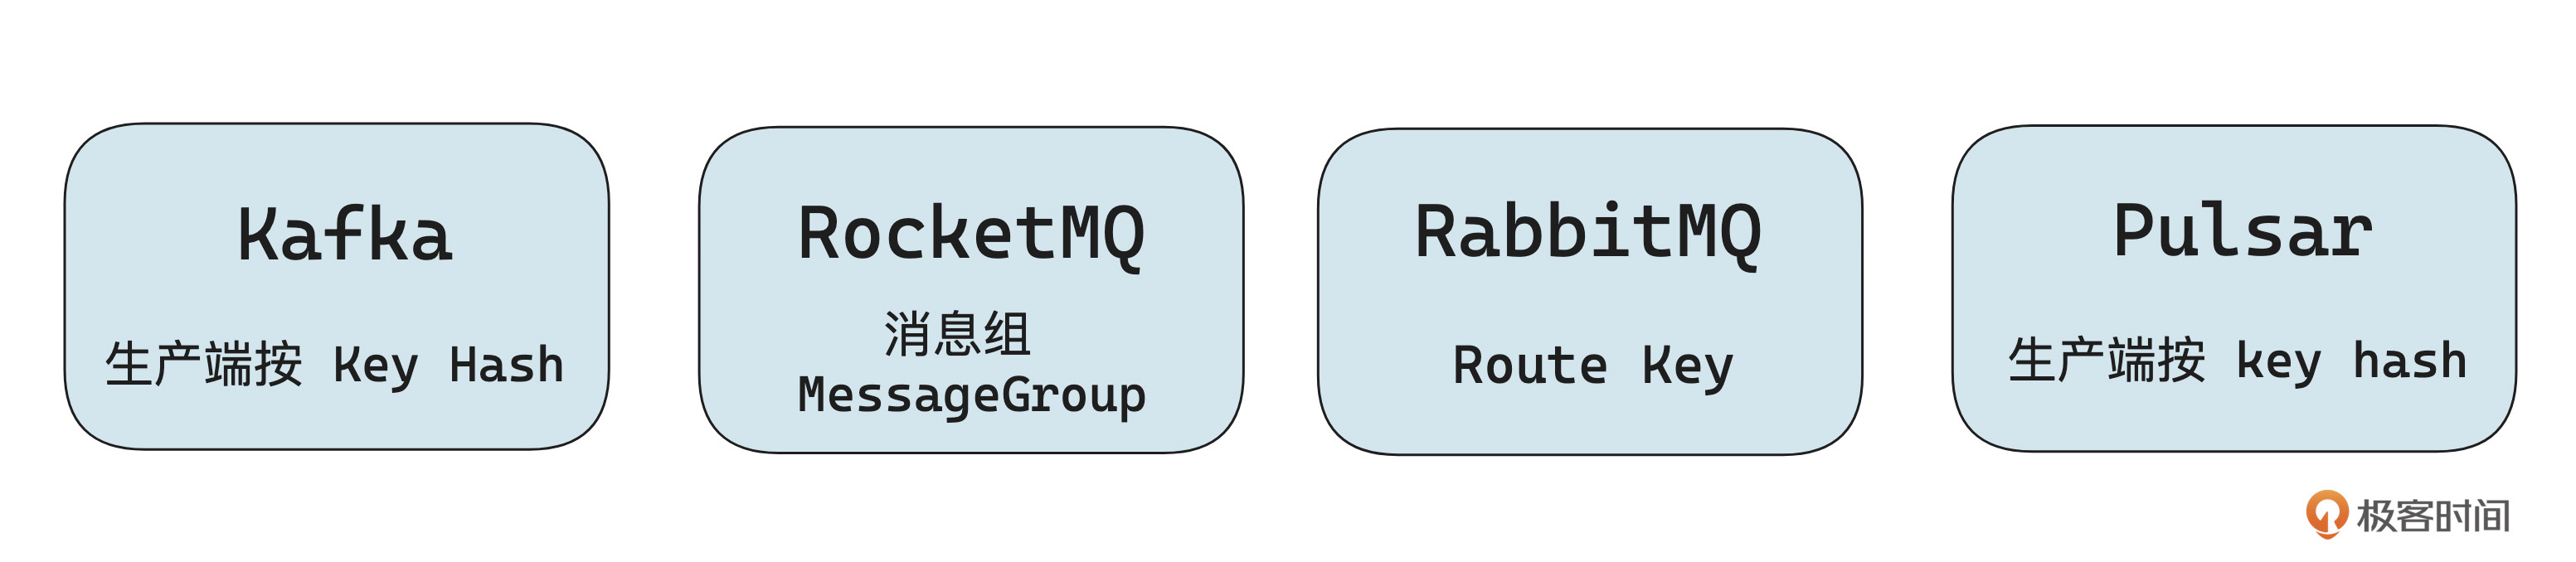 Kafka
生产端按 Key Hash
RocketMQ
消息组
MessageGroup
RabbitMQ
Route Key
Pulsar
生产端按 key hash
极客时间